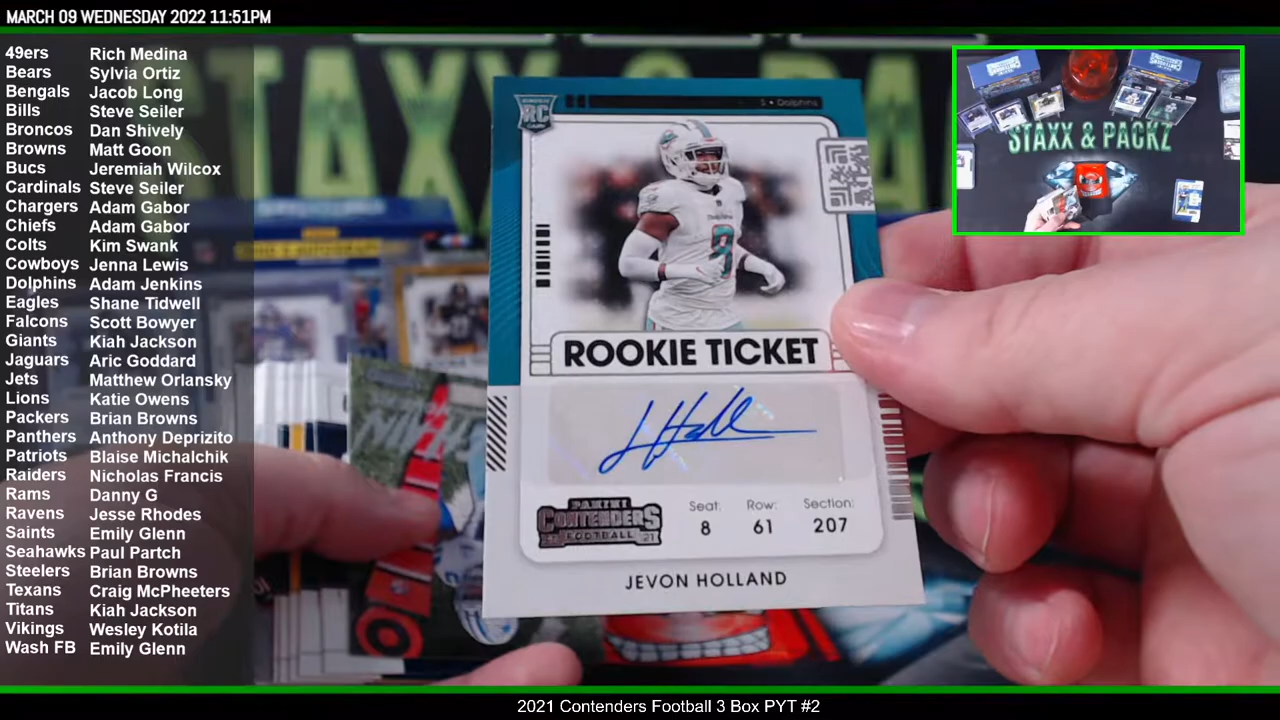 MARCH 09 WEDNESDAY 2022 11:51PM
49ers Rich Medina
Bears Sylvia Ortiz
Bengals Jacob Long
Bills Steve Seiler
Broncos Dan Shively
Browns Matt Goon
Bucs Jeremiah Wilcox
Cardinals Steve Seiler
Chargers Adam Gabor
Chiefs Adam Gabor
Colts Kim Swank
Cowboys Jenna Lewis
Dolphins Adam Jenkins
Eagles Shane Tidwell
Falcons Scott Bowyer
Giants Kiah Jackson
Jaguars Aric Goddard
Jets Matthew Orlansky
Lions Katie Owens
Packers Brian Browns
Panthers Anthony Deprizito
Patriots Blaise Michalchik
Raiders Nicholas Francis
Rams Danny G
Ravens Jesse Rhodes
Saints Emily Glenn
Seahawks Paul Partch
Steelers Brian Browns
Texans Craig McPheeters
Titans Kiah Jackson
Vikings Wesley Kotila
Wash FB Emily Glenn
RC
S • Dolphins
ROOKIE TICKET
PANINI
CONTENDERS
FOOTBALL
Seat: Row: Section:
8 61 207
JEVON HOLLAND
STAXX & PACKZ
2021 Contenders Football 3 Box PYT #2